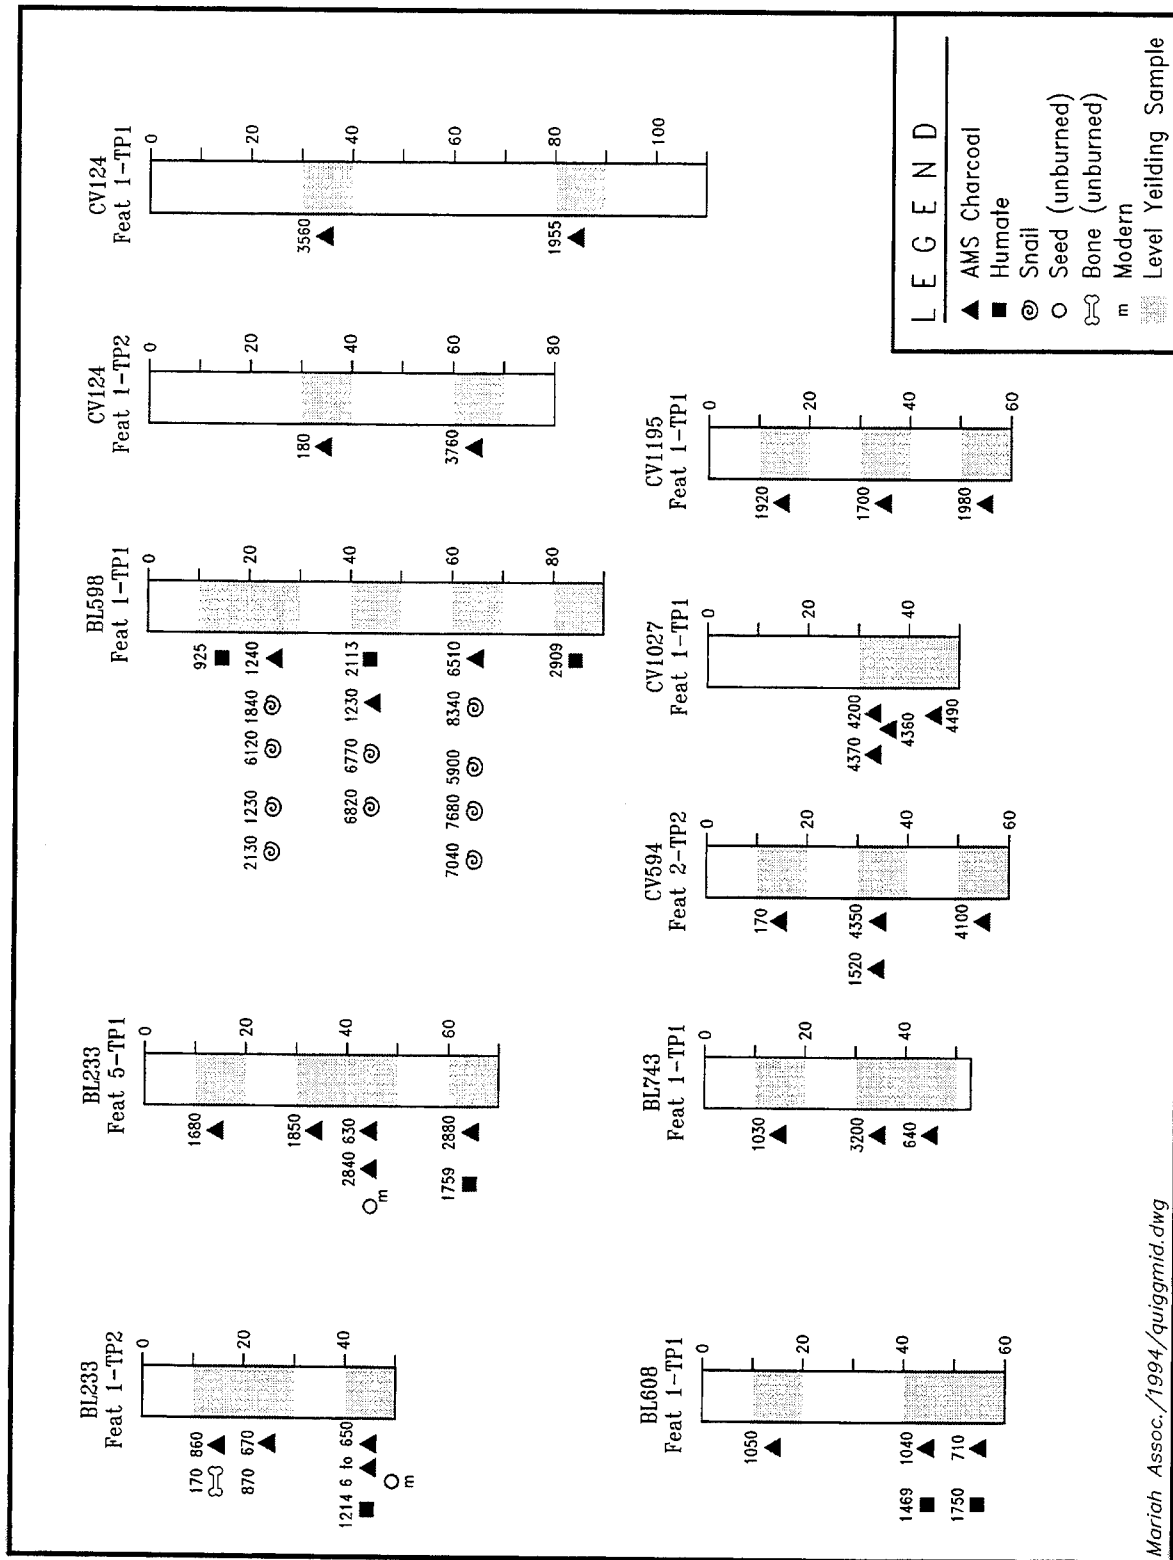 BL233
Feat 1-TP2
0
20
40
170 860
870 670
1214 6 to 650
m
BL233
Feat 5-TP1
0
20
40
60
1680
1850
2840 630
m
1759 2880
BL598
Feat 1-TP1
0
20
40
60
80
925
2130 1230 6120 1840 1240
6820 6770 1230 2113
7040 7680 5900 8340 6510
2909
CV124
Feat 1-TP2
0
20
40
60
80
180
3760
CV124
Feat 1-TP1
0
20
40
60
80
100
3560
1955
BL608
Feat 1-TP1
0
20
40
60
1050
1469 1040
1750 710
BL743
Feat 1-TP1
0
20
40
1030
3200
640
CV594
Feat 2-TP2
0
20
40
60
170
1520 4350
4100
CV1027
Feat 1-TP1
0
20
40
4370 4200
4360
4490
CV1195
Feat 1-TP1
0
20
40
60
1920
1700
1980
LEGEND
AMS Charcoal
Humate
Snail
Seed (unburned)
Bone (unburned)
m Modern
Level Yeilding Sample
Mariah Assoc./1994/quiggmid.dwg